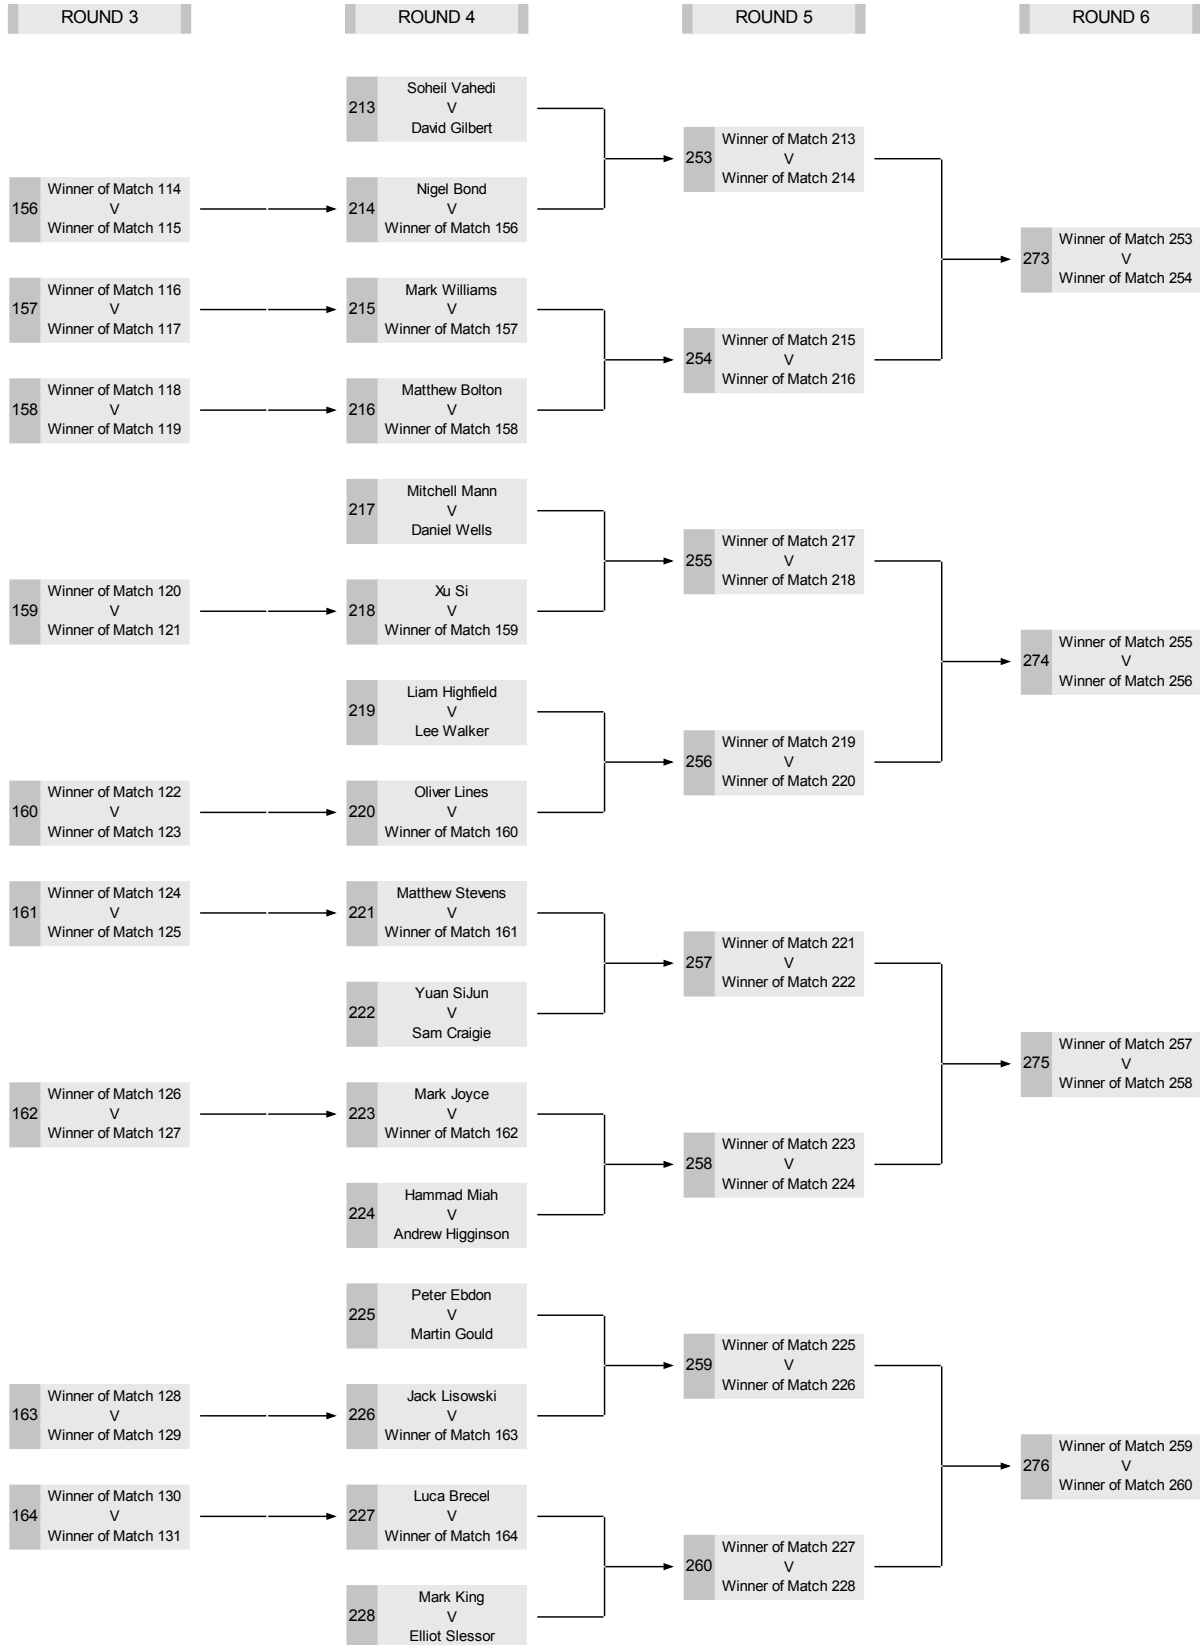 ROUND 3
ROUND 4
ROUND 5
ROUND 6
213
Soheil Vahedi
V
David Gilbert
253
Winner of Match 213
V
Winner of Match 214
156
Winner of Match 114
V
Winner of Match 115
214
Nigel Bond
V
Winner of Match 156
273
Winner of Match 253
V
Winner of Match 254
157
Winner of Match 116
V
Winner of Match 117
215
Mark Williams
V
Winner of Match 157
254
Winner of Match 215
V
Winner of Match 216
158
Winner of Match 118
V
Winner of Match 119
216
Matthew Bolton
V
Winner of Match 158
217
Mitchell Mann
V
Daniel Wells
255
Winner of Match 217
V
Winner of Match 218
159
Winner of Match 120
V
Winner of Match 121
218
Xu Si
V
Winner of Match 159
274
Winner of Match 255
V
Winner of Match 256
219
Liam Highfield
V
Lee Walker
256
Winner of Match 219
V
Winner of Match 220
160
Winner of Match 122
V
Winner of Match 123
220
Oliver Lines
V
Winner of Match 160
161
Winner of Match 124
V
Winner of Match 125
221
Matthew Stevens
V
Winner of Match 161
257
Winner of Match 221
V
Winner of Match 222
222
Yuan SiJun
V
Sam Craigie
275
Winner of Match 257
V
Winner of Match 258
162
Winner of Match 126
V
Winner of Match 127
223
Mark Joyce
V
Winner of Match 162
258
Winner of Match 223
V
Winner of Match 224
224
Hammad Miah
V
Andrew Higginson
225
Peter Ebdon
V
Martin Gould
259
Winner of Match 225
V
Winner of Match 226
163
Winner of Match 128
V
Winner of Match 129
226
Jack Lisowski
V
Winner of Match 163
276
Winner of Match 259
V
Winner of Match 260
164
Winner of Match 130
V
Winner of Match 131
227
Luca Brecel
V
Winner of Match 164
260
Winner of Match 227
V
Winner of Match 228
228
Mark King
V
Elliot Slessor